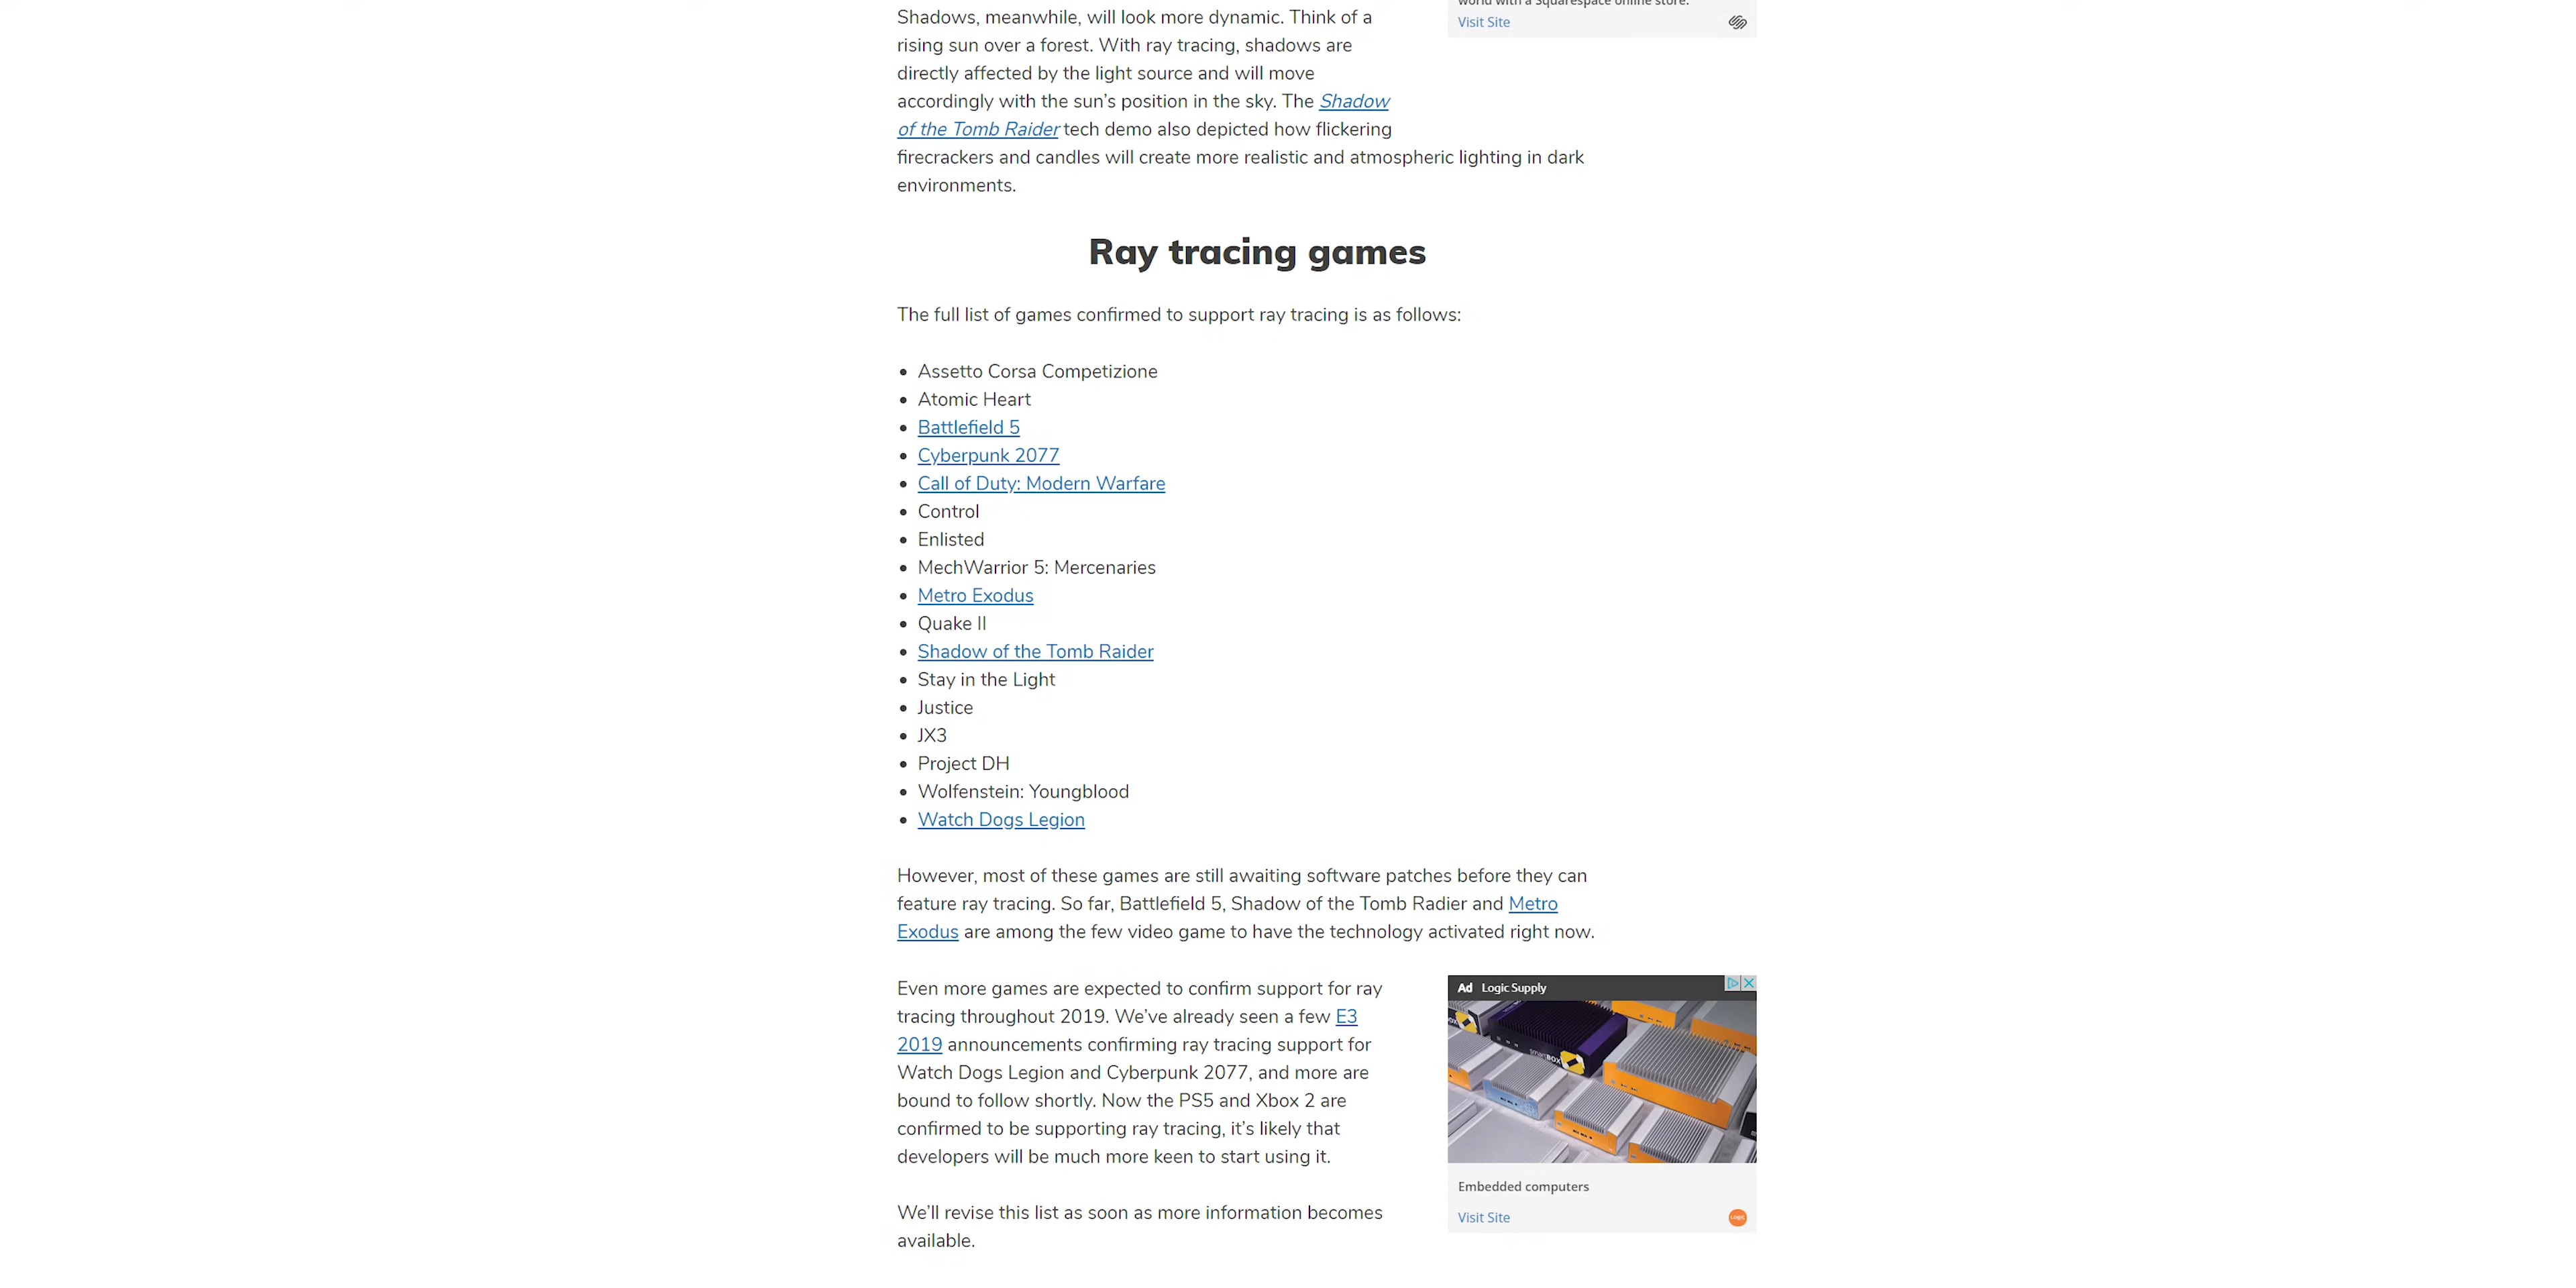 world with a Squarespace online store.
Visit Site
Shadows, meanwhile, will look more dynamic. Think of a
rising sun over a forest. With ray tracing, shadows are
directly affected by the light source and will move
accordingly with the sun's position in the sky. The Shadow
of the Tomb Raider tech demo also depicted how flickering
firecrackers and candles will create more realistic and atmospheric lighting in dark
environments.
Ray tracing games
The full list of games confirmed to support ray tracing is as follows:
• Assetto Corsa Competizione
• Atomic Heart
• Battlefield 5
• Cyberpunk 2077
• Call of Duty: Modern Warfare
• Control
• Enlisted
• MechWarrior 5: Mercenaries
• Metro Exodus
• Quake II
• Shadow of the Tomb Raider
• Stay in the Light
• Justice
• JX3
• Project DH
• Wolfenstein: Youngblood
• Watch Dogs Legion
However, most of these games are still awaiting software patches before they can
feature ray tracing. So far, Battlefield 5, Shadow of the Tomb Radier and Metro
Exodus are among the few video game to have the technology activated right now.
Even more games are expected to confirm support for ray
tracing throughout 2019. We've already seen a few E3
2019 announcements confirming ray tracing support for
Watch Dogs Legion and Cyberpunk 2077, and more are
bound to follow shortly. Now the PS5 and Xbox 2 are
confirmed to be supporting ray tracing, it's likely that
developers will be much more keen to start using it.
We'll revise this list as soon as more information becomes
available.
Ad Logic Supply
smartBOX
Embedded computers
Visit Site
LOGIC